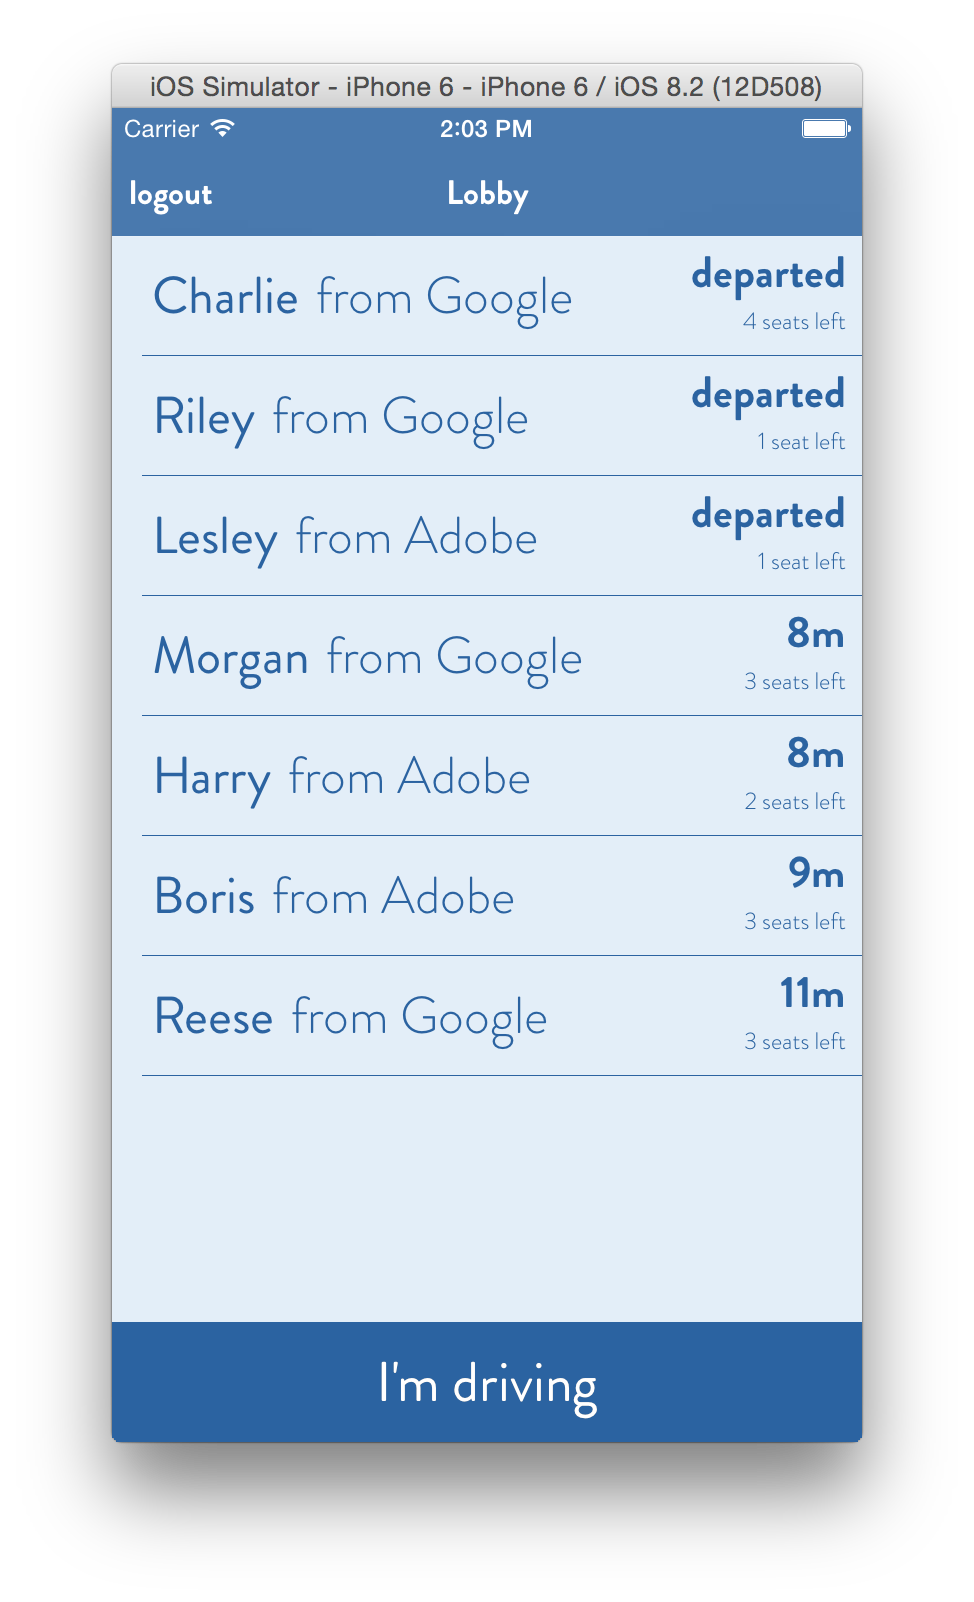 iOS Simulator - iPhone 6 - iPhone 6 / iOS 8.2 (12D508)
Carrier 2:03 PM
logout Lobby
Charlie from Google departed
4 seats left
Riley from Google departed
1 seat left
Lesley from Adobe departed
1 seat left
Morgan from Google 8m
3 seats left
Harry from Adobe 8m
2 seats left
Boris from Adobe 9m
3 seats left
Reese from Google 11m
3 seats left
I'm driving